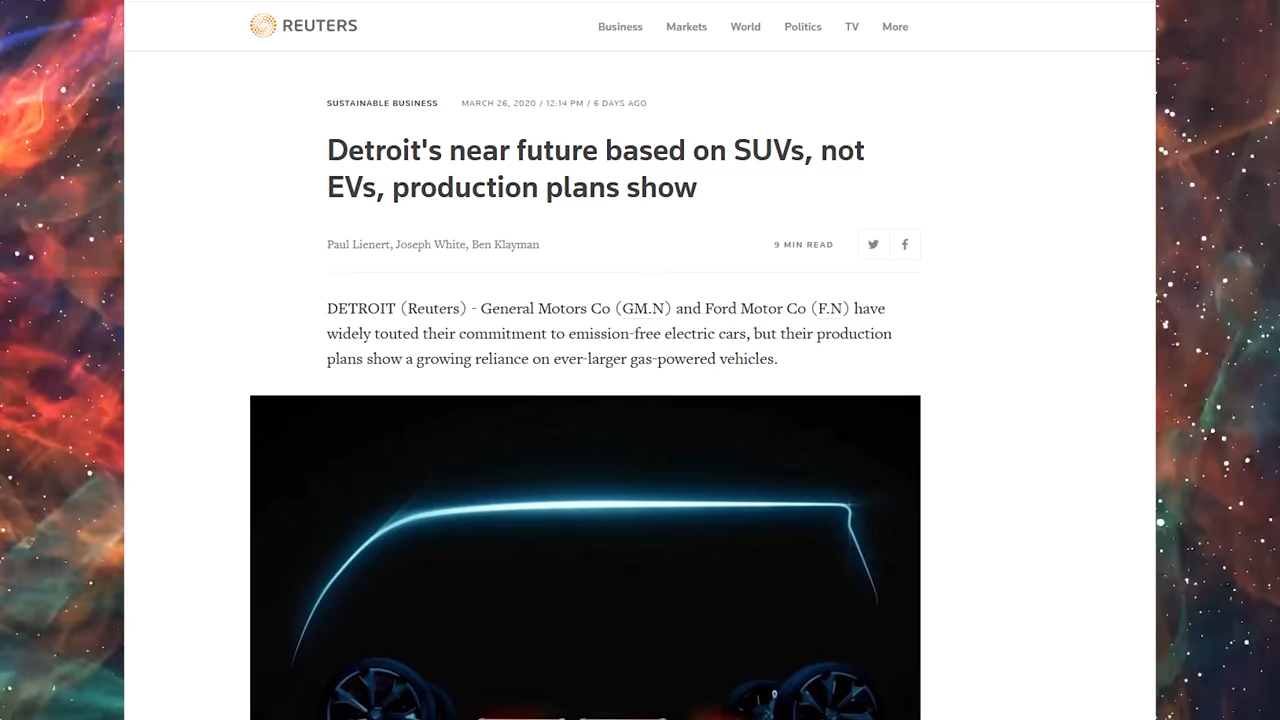 REUTERS
Business Markets World Politics TV More
SUSTAINABLE BUSINESS MARCH 26, 2020 / 12:14 PM / 6 DAYS AGO
Detroit's near future based on SUVs, not
EVs, production plans show
Paul Lienert, Joseph White, Ben Klayman
9 MIN READ
DETROIT (Reuters) - General Motors Co (GM.N) and Ford Motor Co (F.N) have
widely touted their commitment to emission-free electric cars, but their production
plans show a growing reliance on ever-larger gas-powered vehicles.